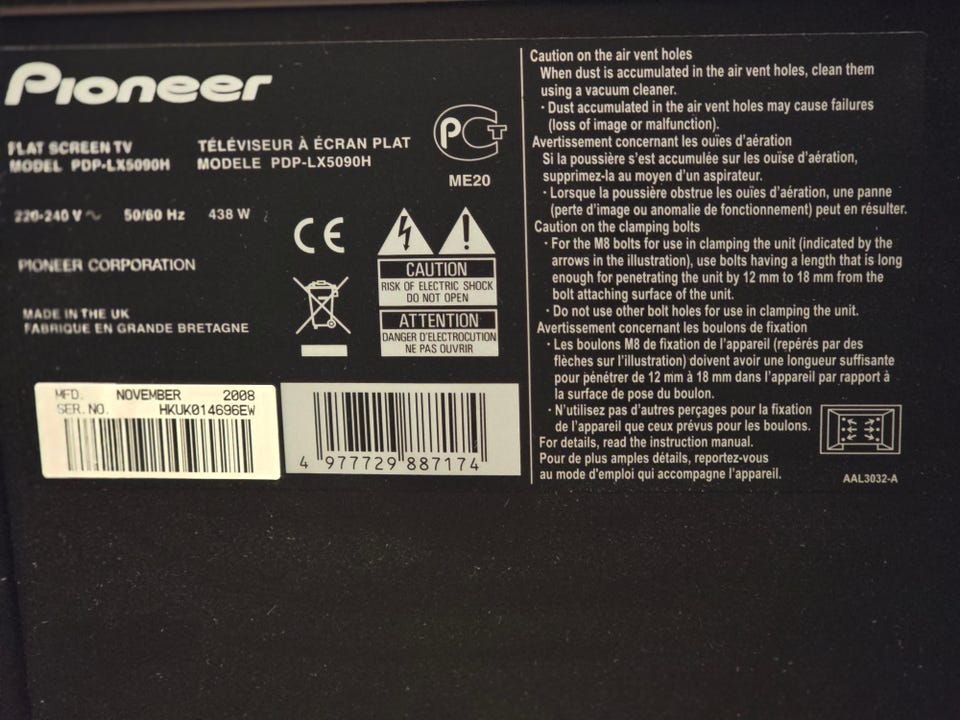 Pioneer
FLAT SCREEN TV
MODEL PDP-LX5090H
TÉLÉVISEUR À ÉCRAN PLAT
MODELE PDP-LX5090H
PCT
ME20
220-240 V ~ 50/60 Hz 438 W
CE
PIONEER CORPORATION
MADE IN THE UK
FABRIQUE EN GRANDE BRETAGNE
CAUTION
RISK OF ELECTRIC SHOCK
DO NOT OPEN
ATTENTION
DANGER D'ELECTROCUTION
NE PAS OUVRIR
MFD. NOVEMBER 2008
SER. NO. HKUK014696EW
4 977729 887174
Caution on the air vent holes
When dust is accumulated in the air vent holes, clean them
using a vacuum cleaner.
· Dust accumulated in the air vent holes may cause failures
(loss of image or malfunction).
Avertissement concernant les ouïes d'aération
Si la poussière s'est accumulée sur les ouïse d'aération,
supprimez-la au moyen d'un aspirateur.
· Lorsque la poussière obstrue les ouïes d'aération, une panne
(perte d'image ou anomalie de fonctionnement) peut en résulter.
Caution on the clamping bolts
· For the M8 bolts for use in clamping the unit (indicated by the
arrows in the illustration), use bolts having a length that is long
enough for penetrating the unit by 12 mm to 18 mm from the
bolt attaching surface of the unit.
· Do not use other bolt holes for use in clamping the unit.
Avertissement concernant les boulons de fixation
· Les boulons M8 de fixation de l'appareil (repérés par des
flèches sur l'illustration) doivent avoir une longueur suffisante
pour pénétrer de 12 mm à 18 mm dans l'appareil par rapport à
la surface de pose du boulon.
· N'utilisez pas d'autres perçages pour la fixation
de l'appareil que ceux prévus pour les boulons.
For details, read the instruction manual.
Pour de plus amples détails, reportez-vous
au mode d'emploi qui accompagne l'appareil.
AAL3032-A